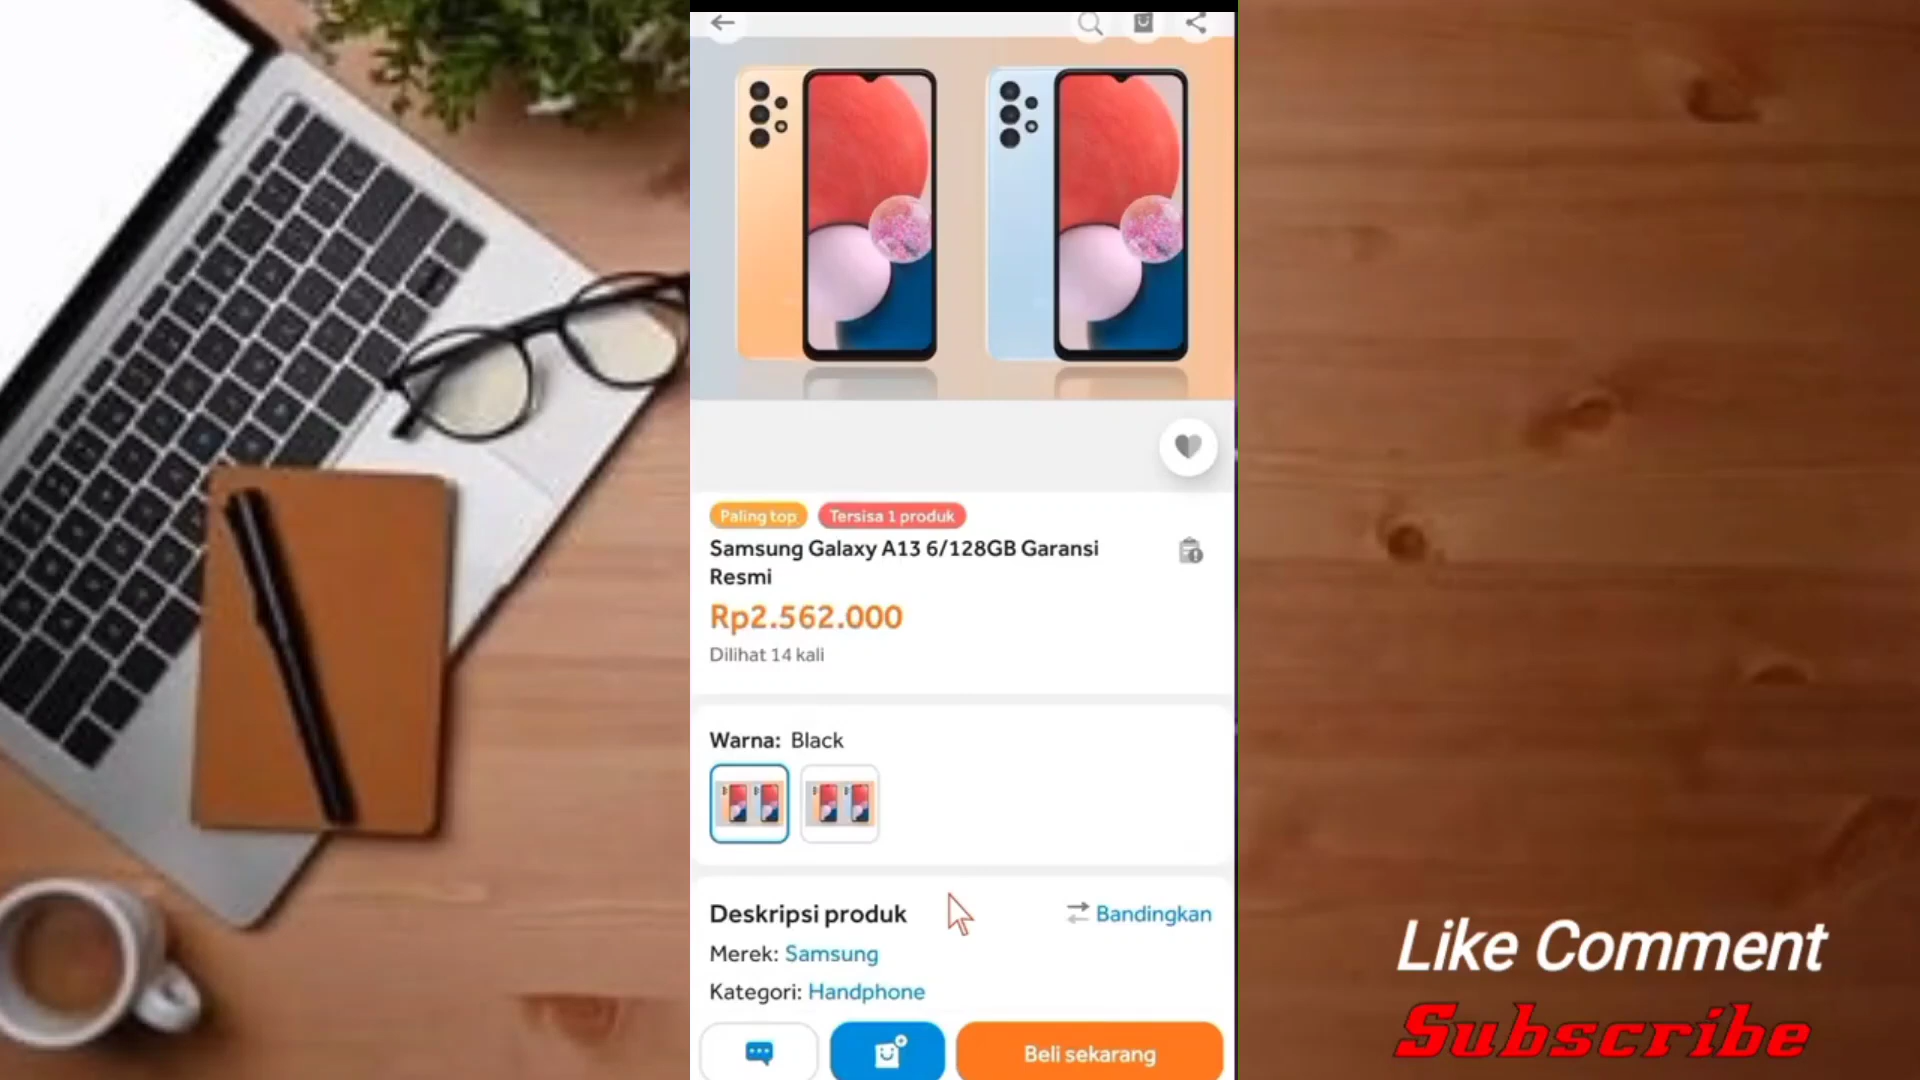 Paling top Tersisa 1 produk
Samsung Galaxy A13 6/128GB Garansi
Resmi
Rp2.562.000
Dilihat 14 kali
Warna: Black
Deskripsi produk Bandingkan
Merek: Samsung
Kategori: Handphone
Beli sekarang
Like Comment
Subscribe